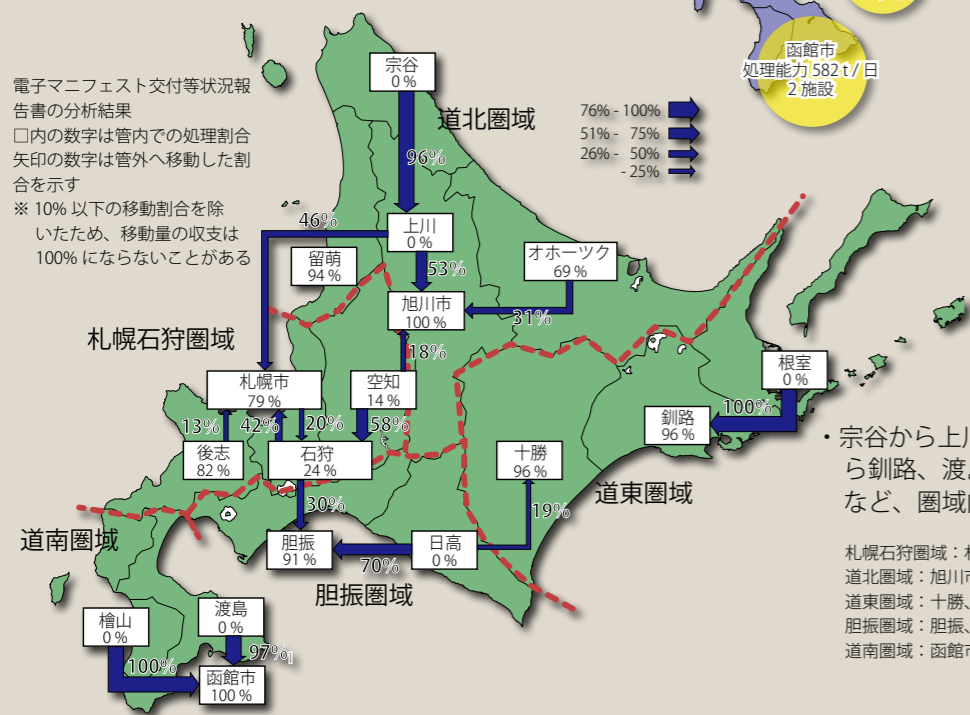 函館市
処理能力 582 t / 日
2 施設
電子マニフェスト交付等状況報
告書の分析結果
□内の数字は管内での処理割合
矢印の数字は管外へ移動した割
合を示す
※ 10% 以下の移動割合を除
いたため、移動量の収支は
100% にならないことがある
宗谷
0 %
道北圏域
76% - 100%
51% - 75%
26% - 50%
- 25%
96%
46%
上川
0 %
留萌
94 %
53%
オホーツク
69 %
旭川市
100 %
31%
札幌石狩圏域
18%
札幌市
79 %
空知
14 %
根室
0 %
100%
13%
42%
20%
58%
釧路
96 %
後志
82 %
石狩
24 %
十勝
96 %
・宗谷から上川
ら釧路、渡
など、圏域
道東圏域
30%
19%
道南圏域
胆振
91 %
70%
日高
0 %
胆振圏域
札幌石狩圏域：
道北圏域：旭川市
道東圏域：十勝、
胆振圏域：胆振、
道南圏域：函館市
檜山
0 %
渡島
0 %
97%
100%
函館市
100 %